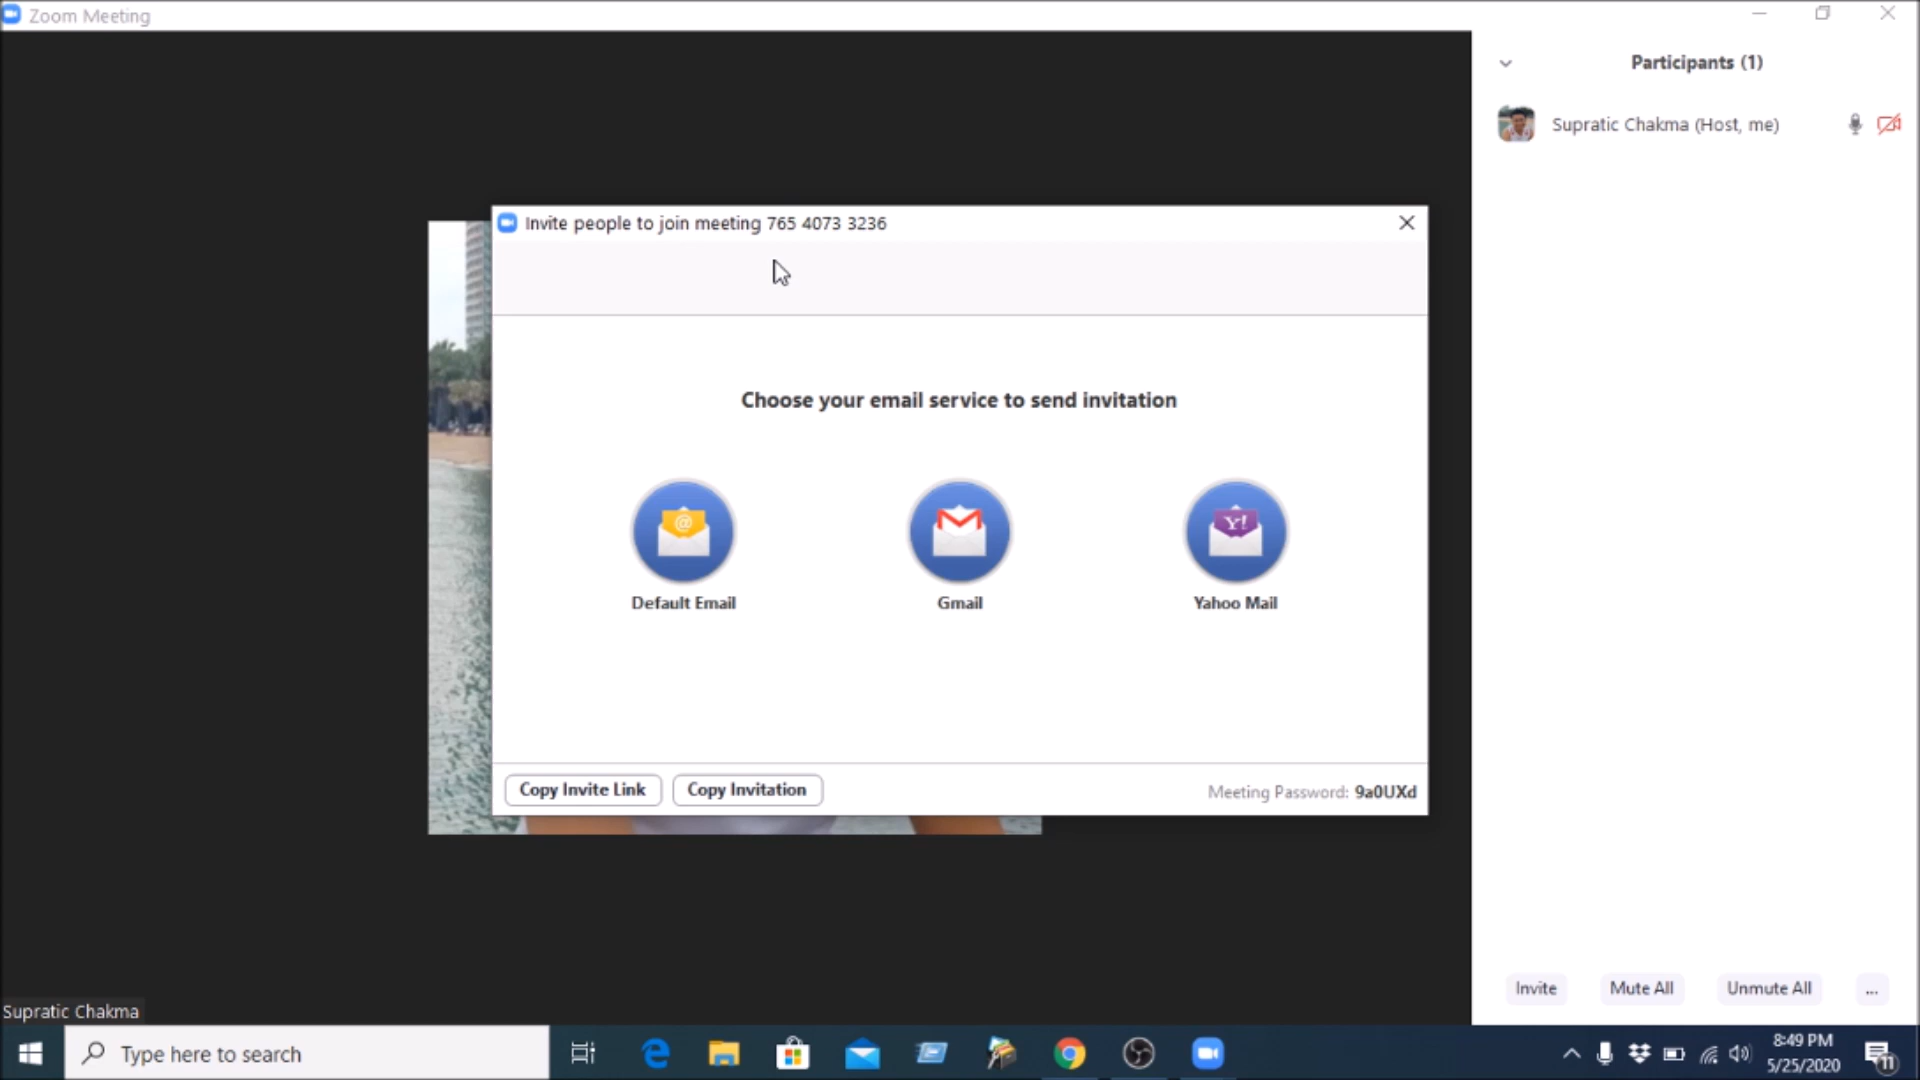 Zoom Meeting
Participants (1)
Supratic Chakma (Host, me)
Invite people to join meeting 765 4073 3236
Choose your email service to send invitation
@
Y!
Default Email
Gmail
Yahoo Mail
Copy Invite Link
Copy Invitation
Meeting Password: 9a0UXd
Invite
Mute All
Unmute All
...
Supratic Chakma
Type here to search
8:49 PM
5/25/2020
11